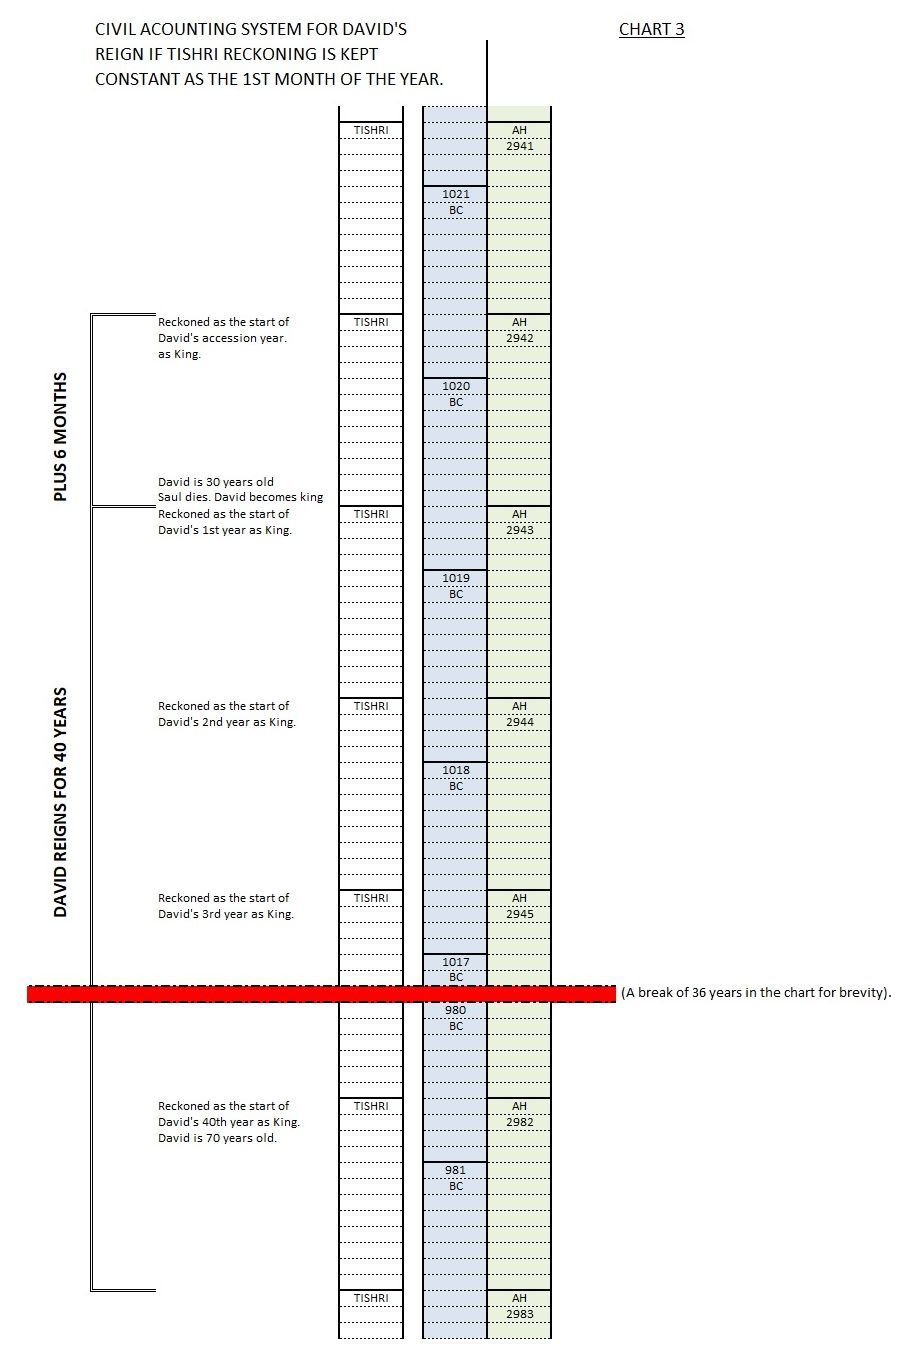 CIVIL ACOUNTING SYSTEM FOR DAVID'S
REIGN IF TISHRI RECKONING IS KEPT
CONSTANT AS THE 1ST MONTH OF THE YEAR.
CHART 3
TISHRI
AH
2941
1021
BC
PLUS 6 MONTHS
Reckoned as the start of
David's accession year.
as King.
TISHRI
AH
2942
1020
BC
David is 30 years old
Saul dies. David becomes king
DAVID REIGNS FOR 40 YEARS
Reckoned as the start of
David's 1st year as King.
TISHRI
AH
2943
1019
BC
Reckoned as the start of
David's 2nd year as King.
TISHRI
AH
2944
1018
BC
Reckoned as the start of
David's 3rd year as King.
TISHRI
AH
2945
1017
BC
(A break of 36 years in the chart for brevity).
980
BC
Reckoned as the start of
David's 40th year as King.
David is 70 years old.
TISHRI
AH
2982
981
BC
TISHRI
AH
2983